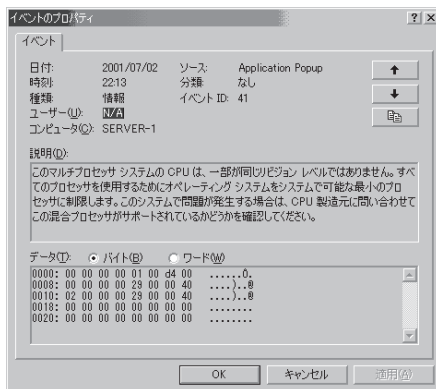 イベントのプロパティ
? ×
イベント
日付: 2001/07/02 ソース: Application Popup
時刻: 22:13 分類: なし
種類: 情報 イベント ID: 41
ユーザー(U): N/A
コンピュータ(C): SERVER-1
説明(D):
このマルチプロセッサ システムの CPU は、一部が同じリビジョン レベルではありません。すべ
てのプロセッサを使用するためにオペレーティング システムをシステムで可能な最小のプロ
セッサに制限します。このシステムで問題が発生する場合は、CPU 製造元に問い合わせて
この混合プロセッサがサポートされているかどうかを確認してください。
データ(T): バイト(B) ワード(W)
0000: 00 00 00 00 01 00 d4 00 ......Ô.
0008: 00 00 00 00 29 00 00 40 ....)..@
0010: 02 00 00 00 29 00 00 40 ....)..@
0018: 00 00 00 00 00 00 00 00 ........
0020: 00 00 00 00 00 00 00 00 ........
OK キャンセル 適用(A)